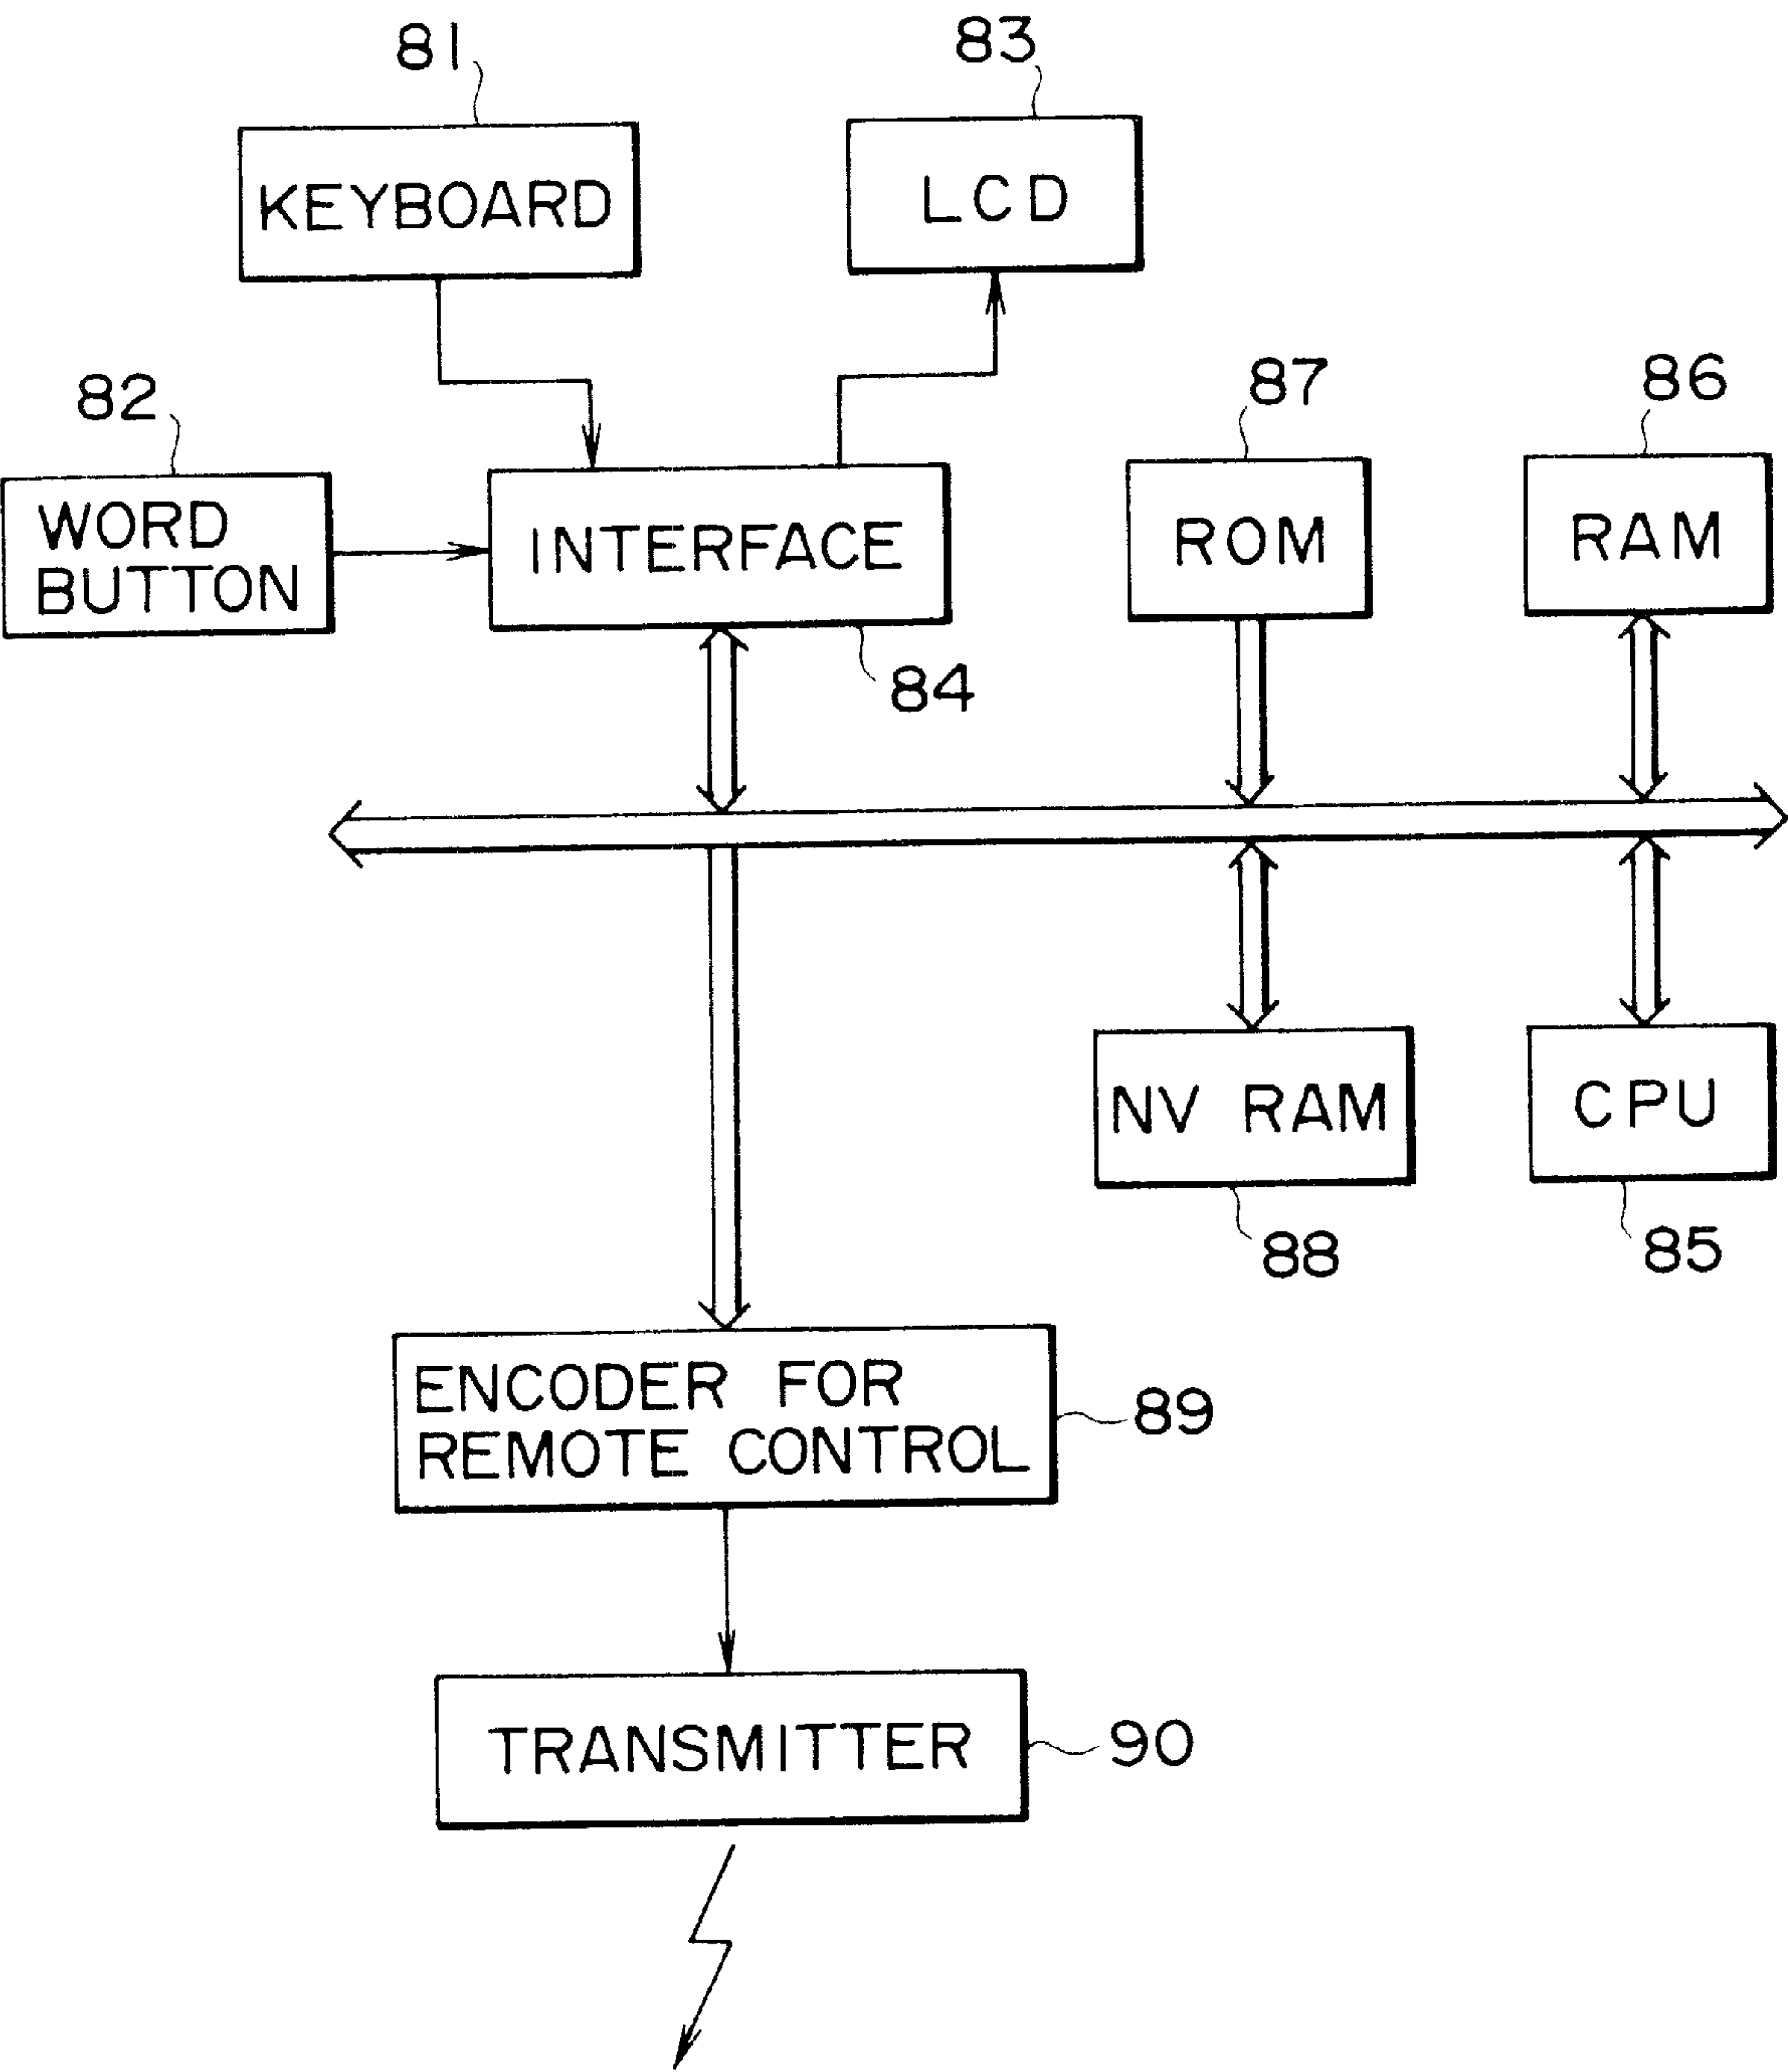 81
83
KEYBOARD
LCD
82
87
86
WORD
BUTTON
INTERFACE
ROM
RAM
84
NV RAM
CPU
88
85
ENCODER FOR
REMOTE CONTROL
89
TRANSMITTER
90